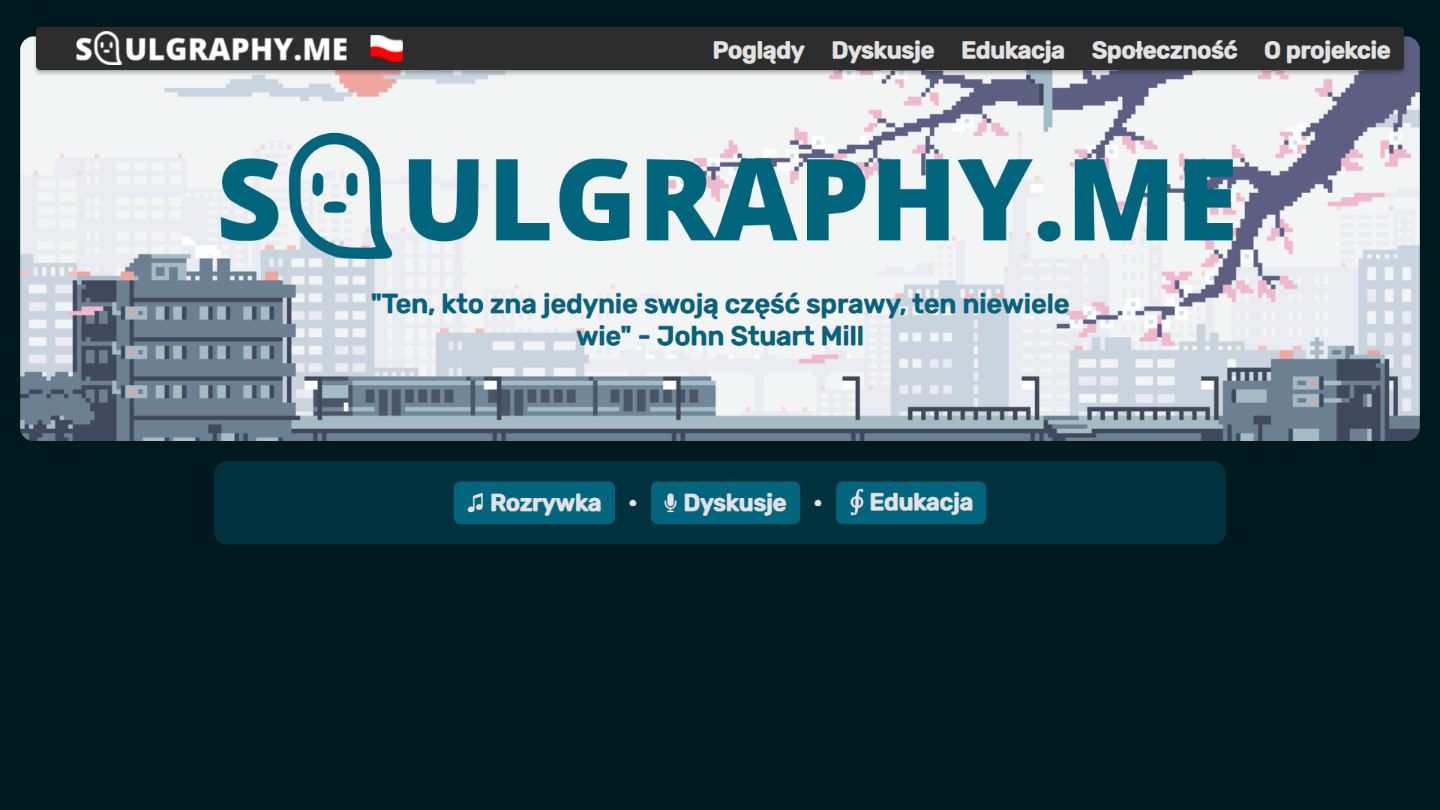 SOULGRAPHY.ME
Poglądy Dyskusje Edukacja Społeczność O projekcie
SOULGRAPHY.ME
"Ten, kto zna jedynie swoją część sprawy, ten niewiele
wie" - John Stuart Mill
Rozrywka • Dyskusje • Edukacja